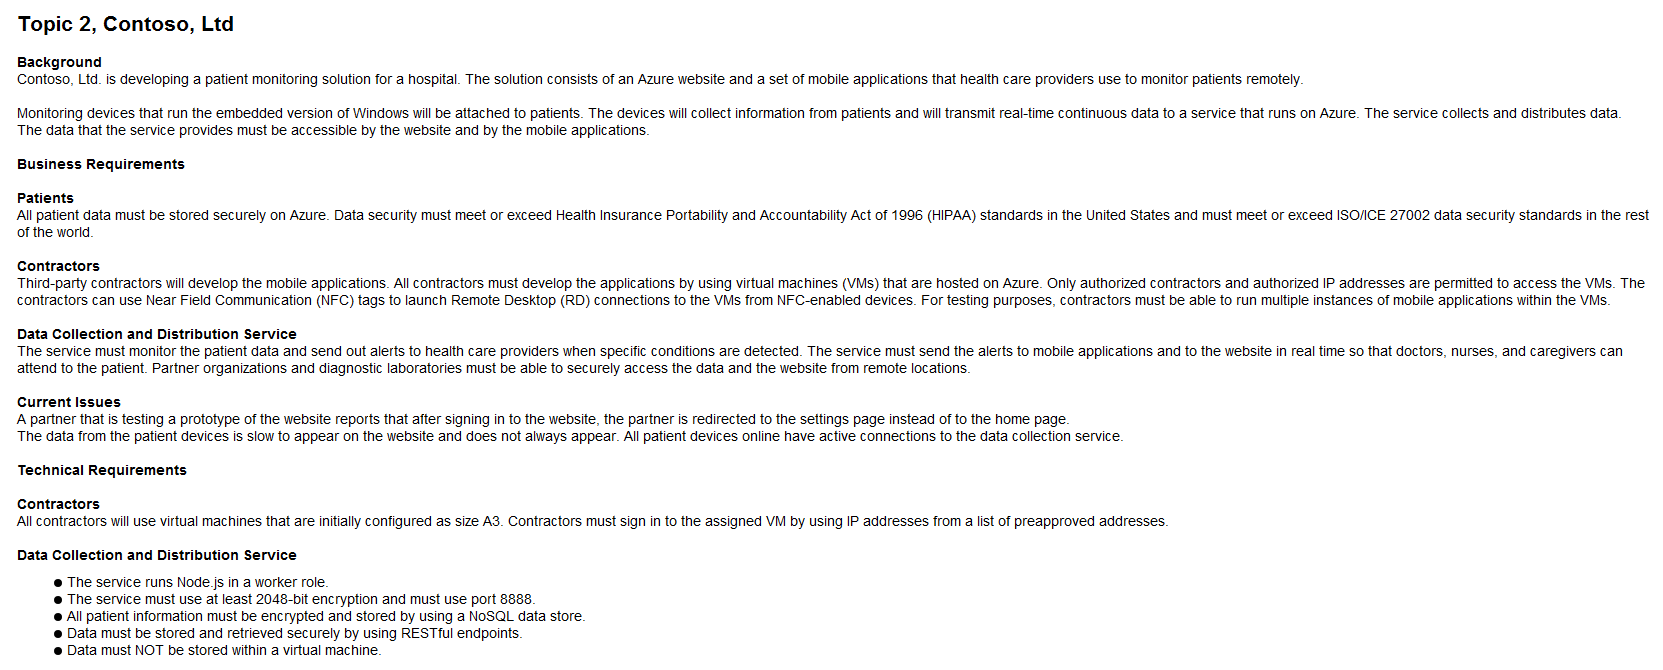 Topic 2, Contoso, Ltd
Background
Contoso, Ltd. is developing a patient monitoring solution for a hospital. The solution consists of an Azure website and a set of mobile applications that health care providers use to monitor patients remotely.
Monitoring devices that run the embedded version of Windows will be attached to patients. The devices will collect information from patients and will transmit real-time continuous data to a service that runs on Azure. The service collects and distributes data.
The data that the service provides must be accessible by the website and by the mobile applications.
Business Requirements
Patients
All patient data must be stored securely on Azure. Data security must meet or exceed Health Insurance Portability and Accountability Act of 1996 (HIPAA) standards in the United States and must meet or exceed ISO/ICE 27002 data security standards in the rest
of the world.
Contractors
Third-party contractors will develop the mobile applications. All contractors must develop the applications by using virtual machines (VMs) that are hosted on Azure. Only authorized contractors and authorized IP addresses are permitted to access the VMs. The
contractors can use Near Field Communication (NFC) tags to launch Remote Desktop (RD) connections to the VMs from NFC-enabled devices. For testing purposes, contractors must be able to run multiple instances of mobile applications within the VMs.
Data Collection and Distribution Service
The service must monitor the patient data and send out alerts to health care providers when specific conditions are detected. The service must send the alerts to mobile applications and to the website in real time so that doctors, nurses, and caregivers can
attend to the patient. Partner organizations and diagnostic laboratories must be able to securely access the data and the website from remote locations.
Current Issues
A partner that is testing a prototype of the website reports that after signing in to the website, the partner is redirected to the settings page instead of to the home page.
The data from the patient devices is slow to appear on the website and does not always appear. All patient devices online have active connections to the data collection service.
Technical Requirements
Contractors
All contractors will use virtual machines that are initially configured as size A3. Contractors must sign in to the assigned VM by using IP addresses from a list of preapproved addresses.
Data Collection and Distribution Service
● The service runs Node.js in a worker role.
● The service must use at least 2048-bit encryption and must use port 8888.
● All patient information must be encrypted and stored by using a NoSQL data store.
● Data must be stored and retrieved securely by using RESTful endpoints.
● Data must NOT be stored within a virtual machine.